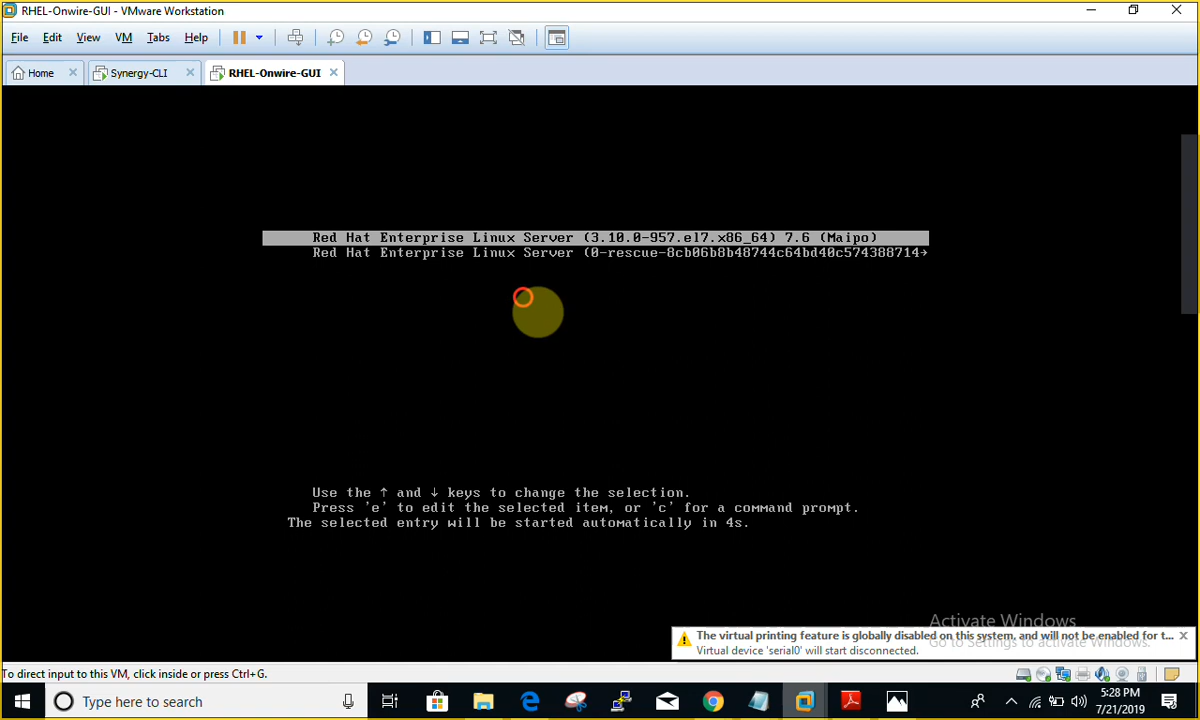 RHEL-Onwire-GUI - VMware Workstation
File Edit View VM Tabs Help
Home Synergy-CLI RHEL-Onwire-GUI
Red Hat Enterprise Linux Server (3.10.0-957.el7.x86_64) 7.6 (Maipo)
Red Hat Enterprise Linux Server (0-rescue-8cb06b8b48744c64bd40c574388714→
Use the ↑ and ↓ keys to change the selection.
Press 'e' to edit the selected item, or 'c' for a command prompt.
The selected entry will be started automatically in 4s.
Activate Windows
Go to Settings to activate Windows.
The virtual printing feature is globally disabled on this system, and will not be enabled for t...
Virtual device 'serial0' will start disconnected.
To direct input to this VM, click inside or press Ctrl+G.
Type here to search
5:28 PM
7/21/2019